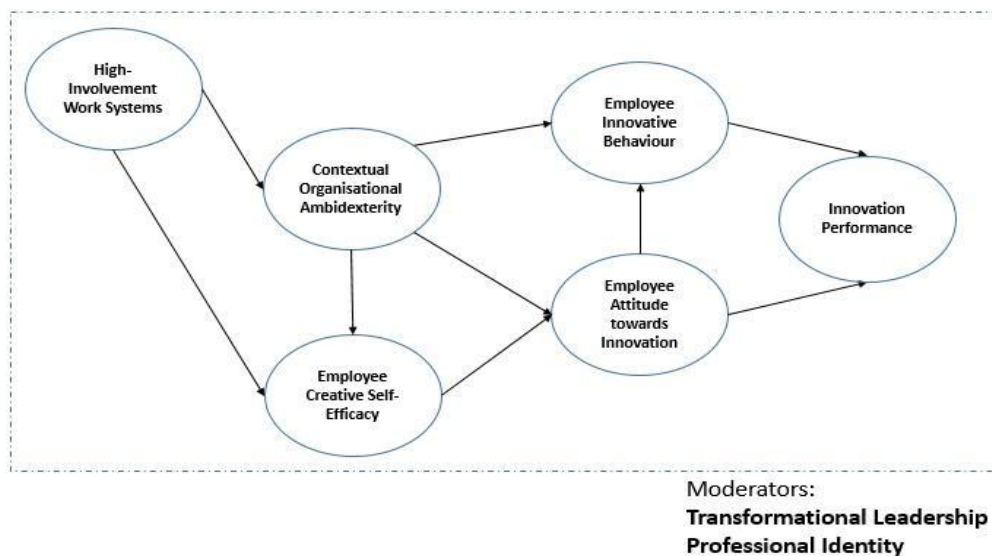 High-
Involvement
Work Systems
Contextual
Organisational
Ambidexterity
Employee
Creative Self-
Efficacy
Employee
Innovative
Behaviour
Employee
Attitude
towards
Innovation
Innovation
Performance
Moderators:
Transformational Leadership
Professional Identity